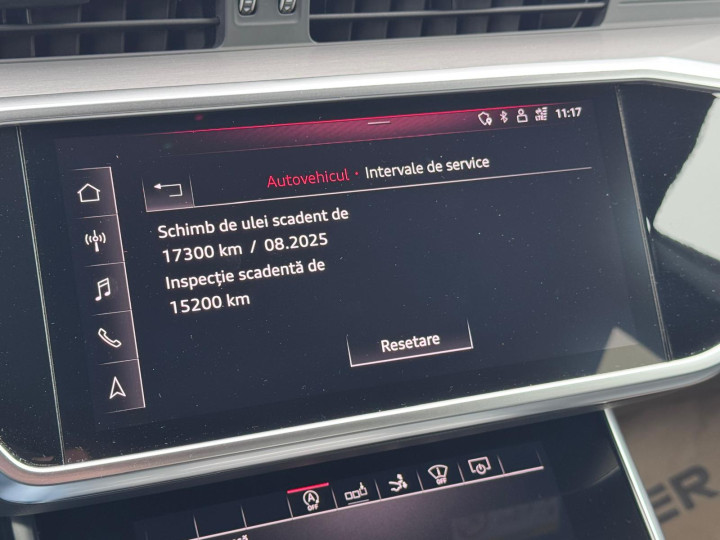 11:17
Autovehicul • Intervale de service
Schimb de ulei scadent de
17300 km / 08.2025
Inspecție scadentă de
15200 km
Resetare
A
OFF
OFF